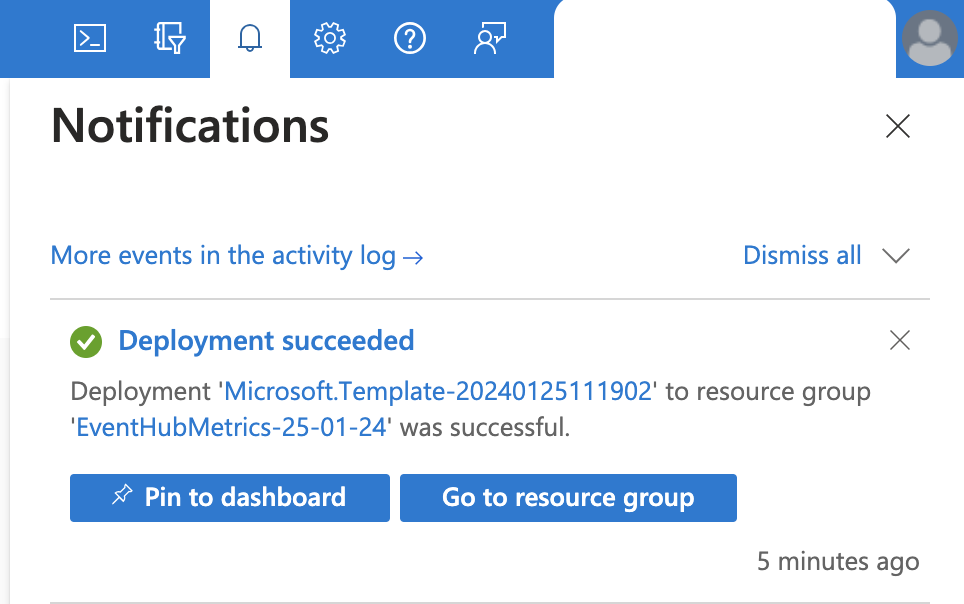 Notifications
More events in the activity log →
Dismiss all
Deployment succeeded
Deployment 'Microsoft.Template-20240125111902' to resource group
'EventHubMetrics-25-01-24' was successful.
Pin to dashboard
Go to resource group
5 minutes ago